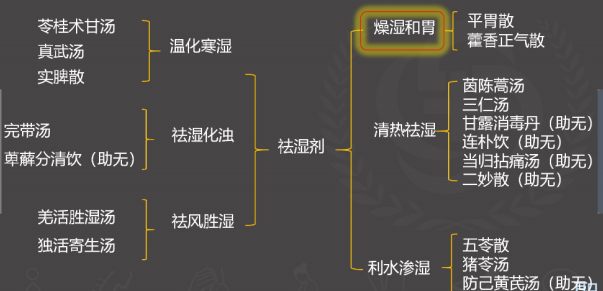 苓桂术甘汤
真武汤
实脾散
温化寒湿
完带汤
萆薢分清饮（助无）
祛湿化浊
羌活胜湿汤
独活寄生汤
祛风胜湿
祛湿剂
燥湿和胃
平胃散
藿香正气散
清热祛湿
茵陈蒿汤
三仁汤
甘露消毒丹（助无）
连朴饮（助无）
当归拈痛汤（助无）
二妙散（助无）
利水渗湿
五苓散
猪苓汤
防己黄芪汤（助无）